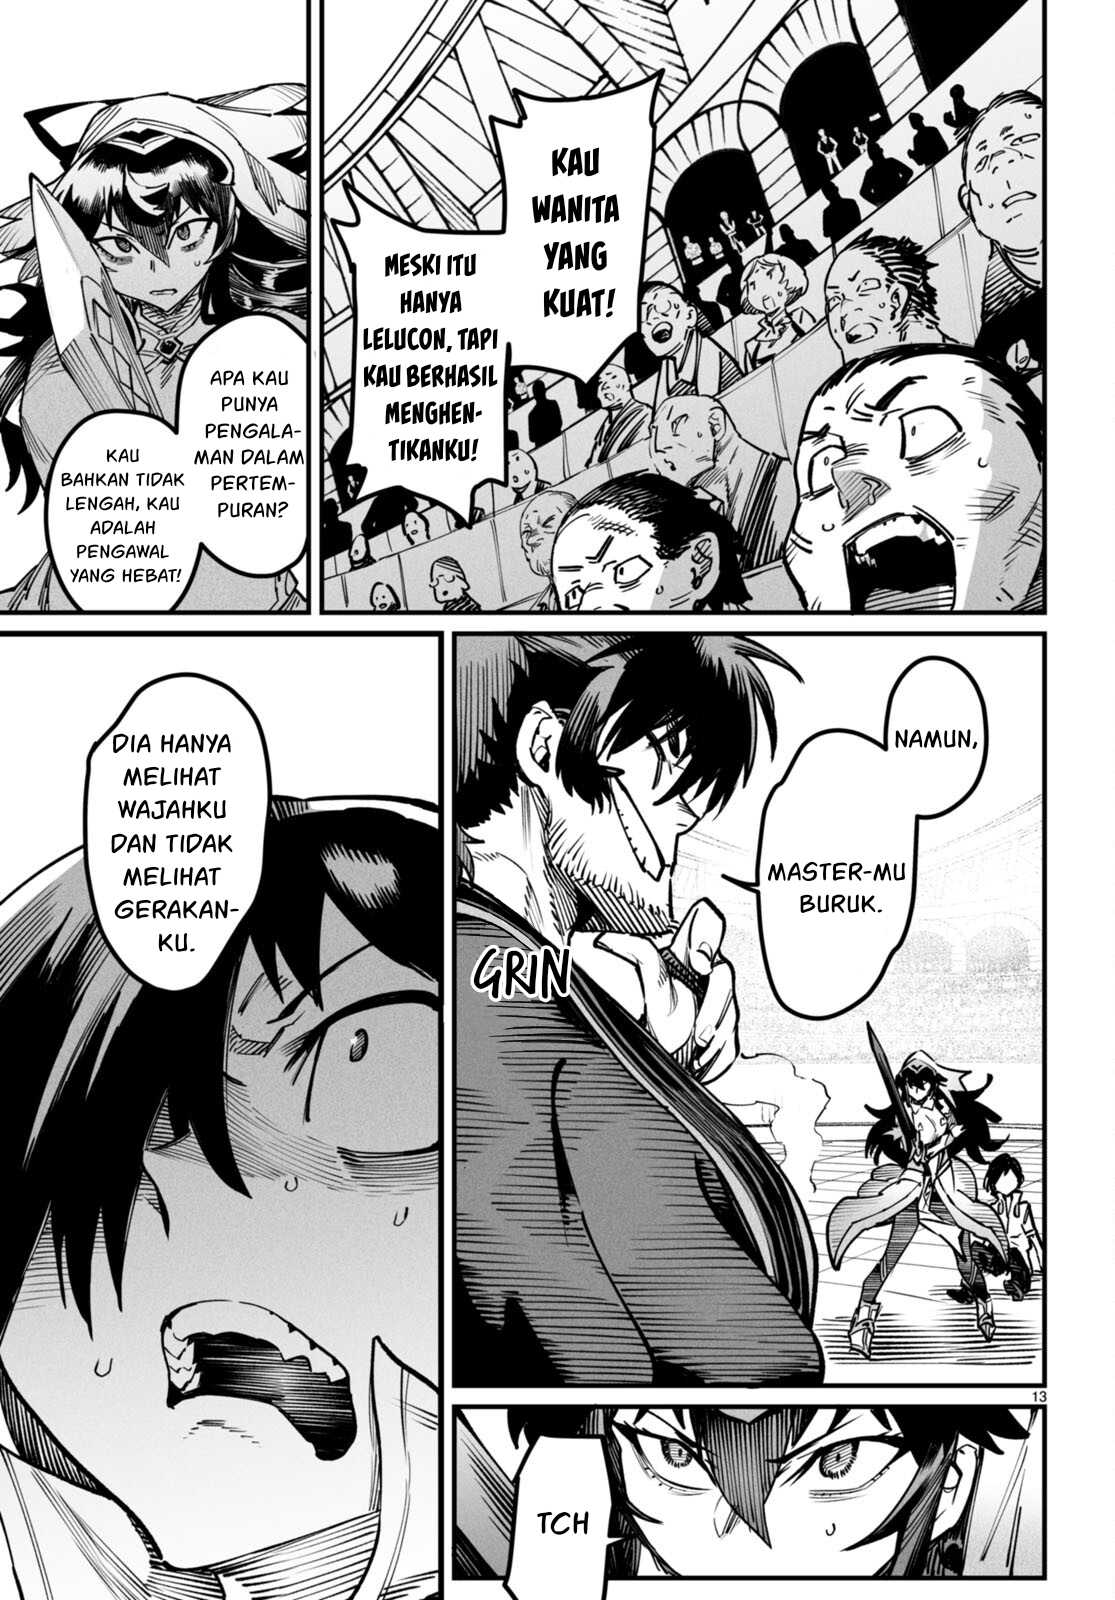 KAU
WANITA
YANG
KUAT!
MESKI ITU
HANYA
LELUCON, TAPI
KAU BERHASIL
MENGHEN-
TIKANKU!
APA KAU
PUNYA
PENGALA-
MAN DALAM
PERTEM-
PURAN?
KAU
BAHKAN TIDAK
LENGAH, KAU
ADALAH
PENGAWAL
YANG HEBAT!
NAMUN,
MASTER-MU
BURUK.
GRIN
DIA HANYA
MELIHAT
WAJAHKU
DAN TIDAK
MELIHAT
GERAKAN-
KU.
13
TCH